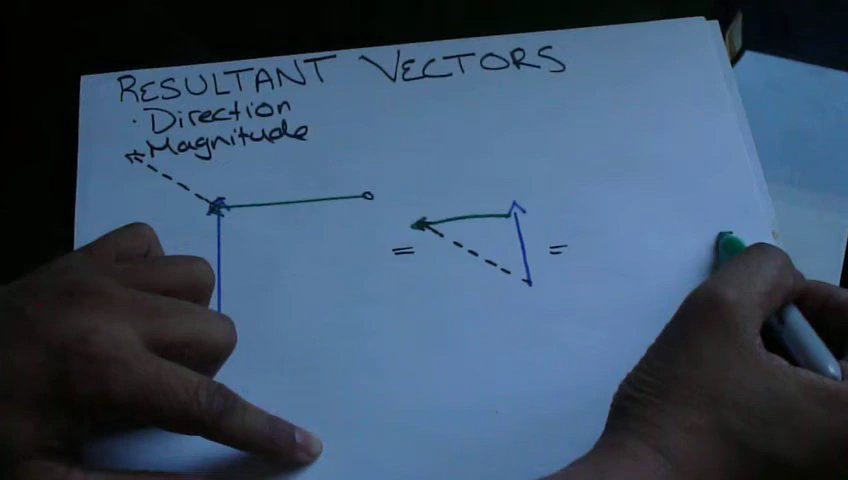 RESULTANT VECTORS
· Direction
· Magnitude
= =